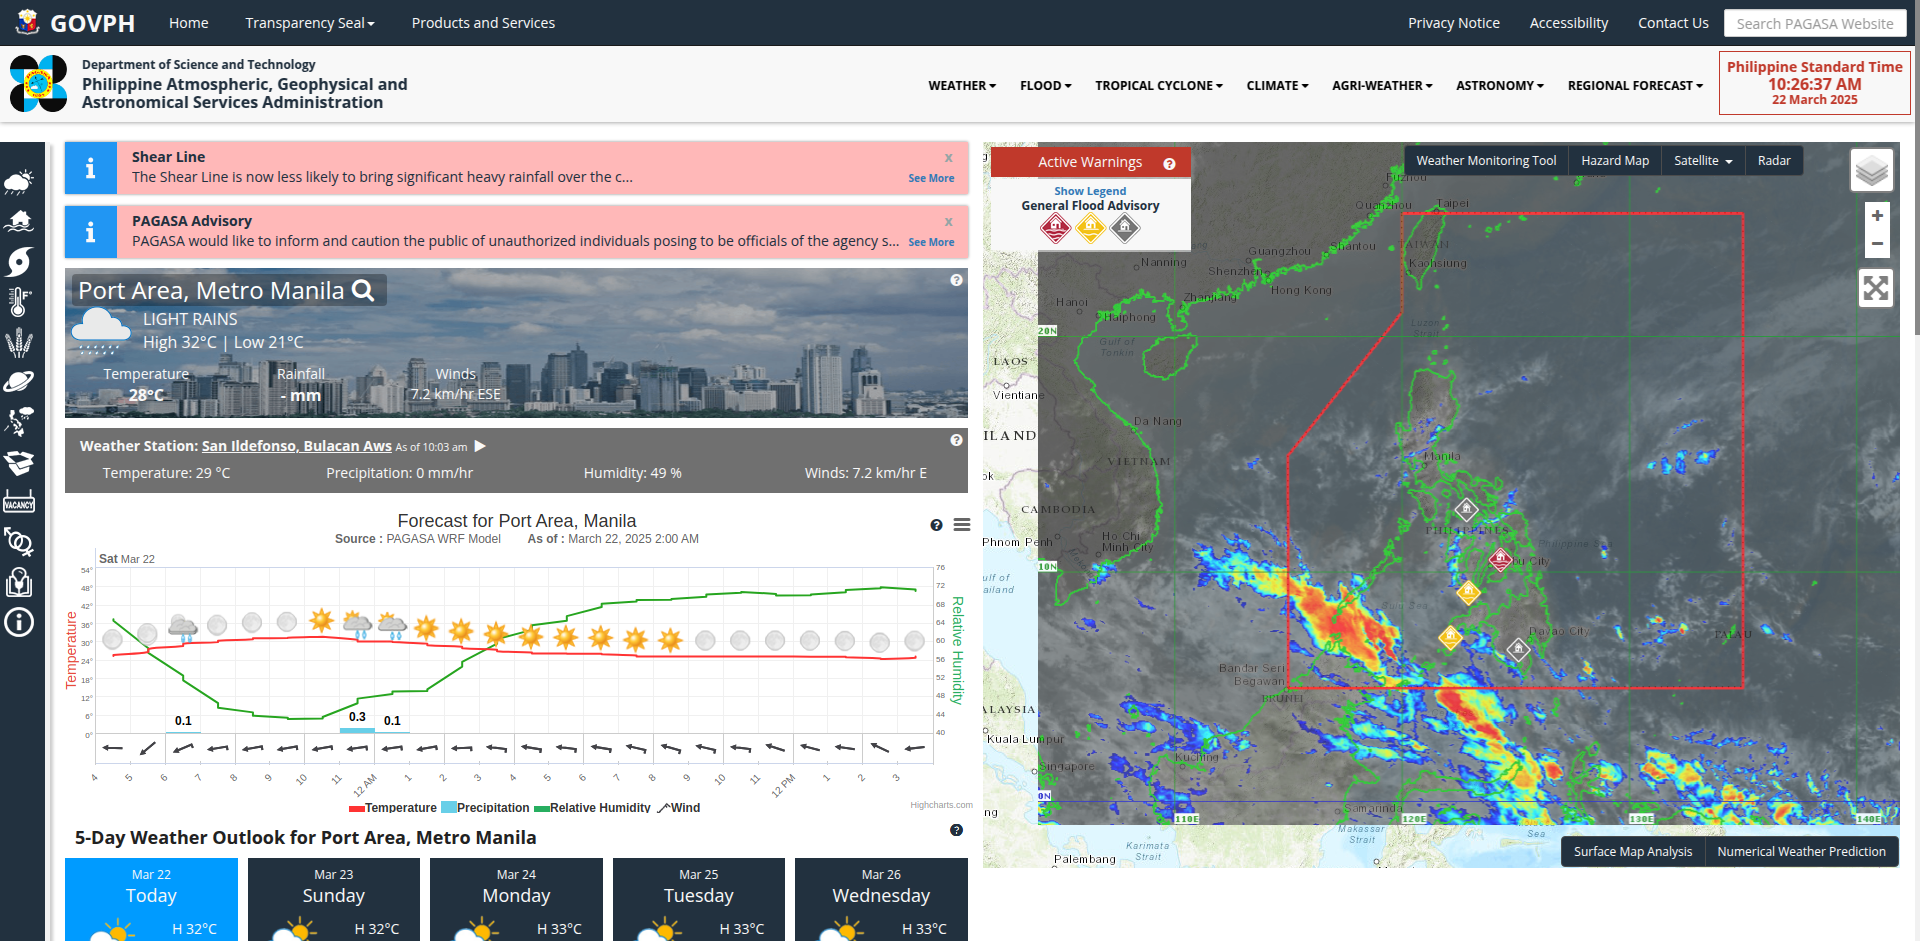 GOVPH
Home
Transparency Seal
Products and Services
Privacy Notice
Accessibility
Contact Us
Search PAGASA Website
Department of Science and Technology
Philippine Atmospheric, Geophysical and
Astronomical Services Administration
WEATHER
FLOOD
TROPICAL CYCLONE
CLIMATE
AGRI-WEATHER
ASTRONOMY
REGIONAL FORECAST
Philippine Standard Time
10:26:37 AM
22 March 2025
VACANCY
Shear Line
x
The Shear Line is now less likely to bring significant heavy rainfall over the c...
See More
PAGASA Advisory
x
PAGASA would like to inform and caution the public of unauthorized individuals posing to be officials of the agency s...
See More
Port Area, Metro Manila
LIGHT RAINS
High 32°C | Low 21°C
Temperature
Rainfall
Winds
28°C
- mm
7.2 km/hr ESE
Weather Station: San Ildefonso, Bulacan Aws As of 10:03 am
Temperature: 29 °C
Precipitation: 0 mm/hr
Humidity: 49 %
Winds: 7.2 km/hr E
Forecast for Port Area, Manila
Source : PAGASA WRF Model As of : March 22, 2025 2:00 AM
Sat Mar 22
Temperature
54°
48°
42°
36°
30°
24°
18°
12°
6°
0°
76
72
68
64
60
56
52
48
44
40
Relative Humidity
0.1
0.3
0.1
4
5
6
7
8
9
10
11
12 AM
1
2
3
4
5
6
7
8
9
10
11
12 PM
1
2
3
Temperature
Precipitation
Relative Humidity
Wind
Highcharts.com
5-Day Weather Outlook for Port Area, Metro Manila
Mar 22
Today
H 32°C
Mar 23
Sunday
H 32°C
Mar 24
Monday
H 33°C
Mar 25
Tuesday
H 33°C
Mar 26
Wednesday
H 33°C
Active Warnings
Show Legend
General Flood Advisory
Weather Monitoring Tool
Hazard Map
Satellite
Radar
+
−
Fuzhou
Quanzhou
Taipei
Guangzhou
Shantou
TAIWAN
Nanning
Shenzhen
Kaohsiung
Hanoi
Zhanjiang
Hong Kong
Haiphong
20N
Luzon
Strait
Gulf of
Tonkin
LAOS
Vientiane
Da Nang
ILAND
VIETNAM
Manila
ok
CAMBODIA
PHILIPPINES
Phnom Penh
Ho Chi
Minh City
Philippine Sea
10N
bu City
ulf of
ailand
Sulu Sea
Davao City
PALAU
Bandar Seri
Begawan
BRUNEI
ALAYSIA
Kuala Lumpur
Kuching
Singapore
0N
Samarinda
ng
110E
120E
130E
140E
Makassar
Strait
Sea
Karimata
Strait
Palembang
Surface Map Analysis
Numerical Weather Prediction